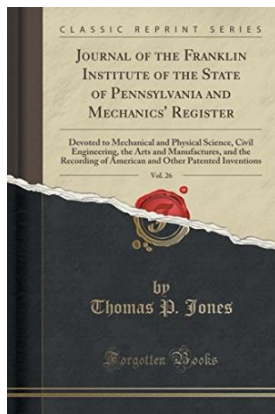 CLASSIC REPRINT SERIES
JOURNAL OF THE FRANKLIN
INSTITUTE OF THE STATE
OF PENNSYLVANIA AND
MECHANICS' REGISTER
Devoted to Mechanical and Physical Science, Civil
Engineering, the Arts and Manufactures, and the
Recording of American and Other Patented Inventions
Vol. 26
by
Thomas P. Jones
Forgotten Books